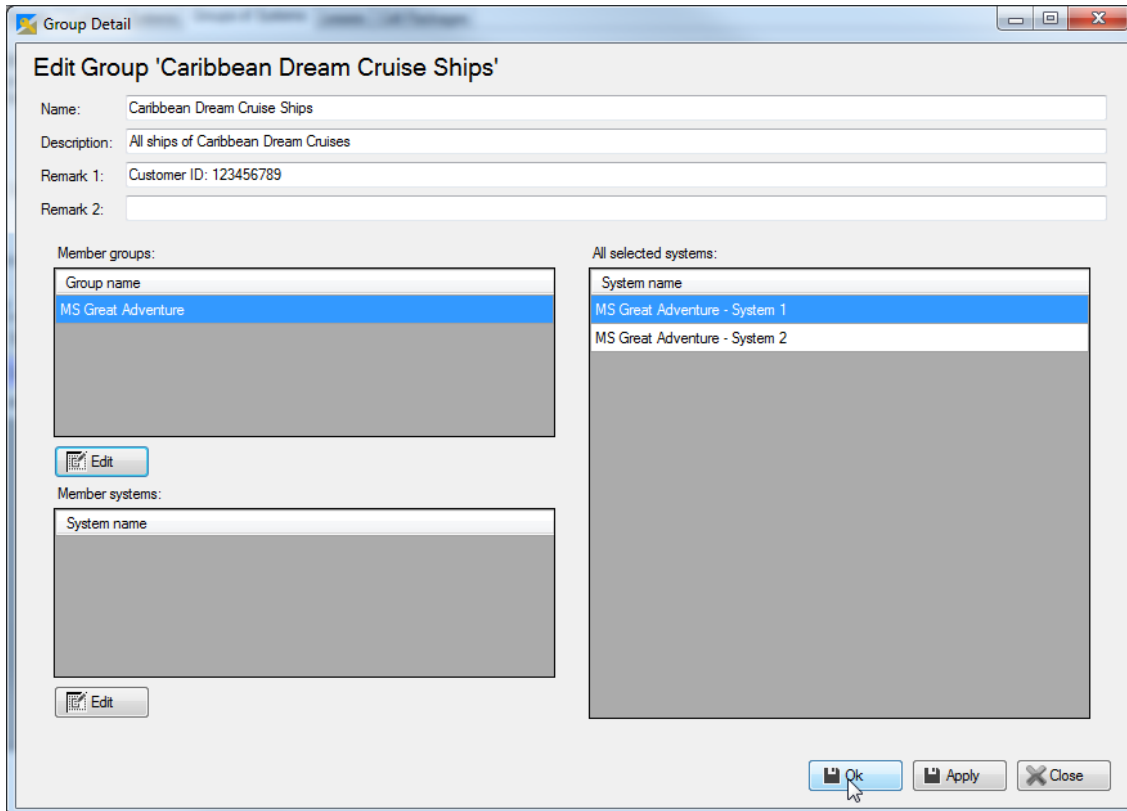 Groups of Systems
Group Detail
Edit Group 'Caribbean Dream Cruise Ships'
Name: Caribbean Dream Cruise Ships
Description: All ships of Caribbean Dream Cruises
Remark 1: Customer ID: 123456789
Remark 2:
Member groups:
Group name
MS Great Adventure
Edit
Member systems:
System name
Edit
All selected systems:
System name
MS Great Adventure - System 1
MS Great Adventure - System 2
Ok
Apply
Close